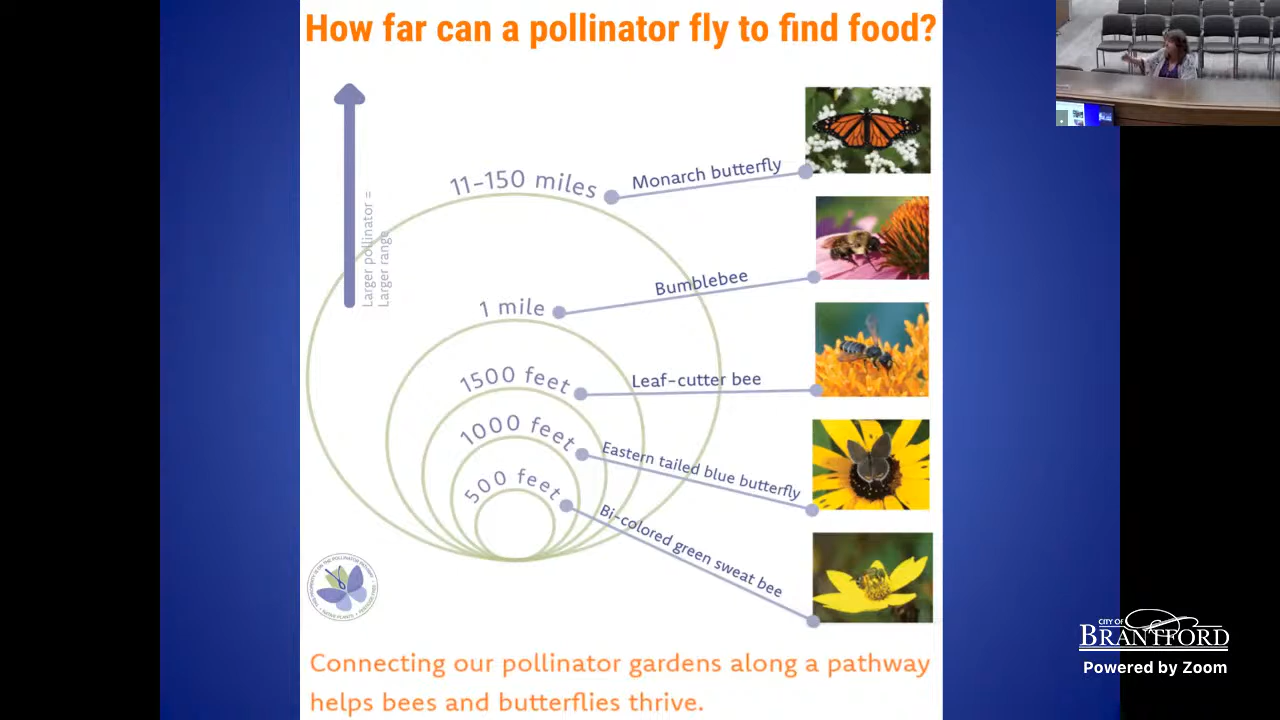 How far can a pollinator fly to find food?
Larger pollinator =
Larger range
11-150 miles
Monarch butterfly
1 mile
Bumblebee
1500 feet
Leaf-cutter bee
1000 feet
Eastern tailed blue butterfly
500 feet
Bi-colored green sweat bee
Connecting our pollinator gardens along a pathway
helps bees and butterflies thrive.
CITY OF
BRANTFORD
Powered by Zoom